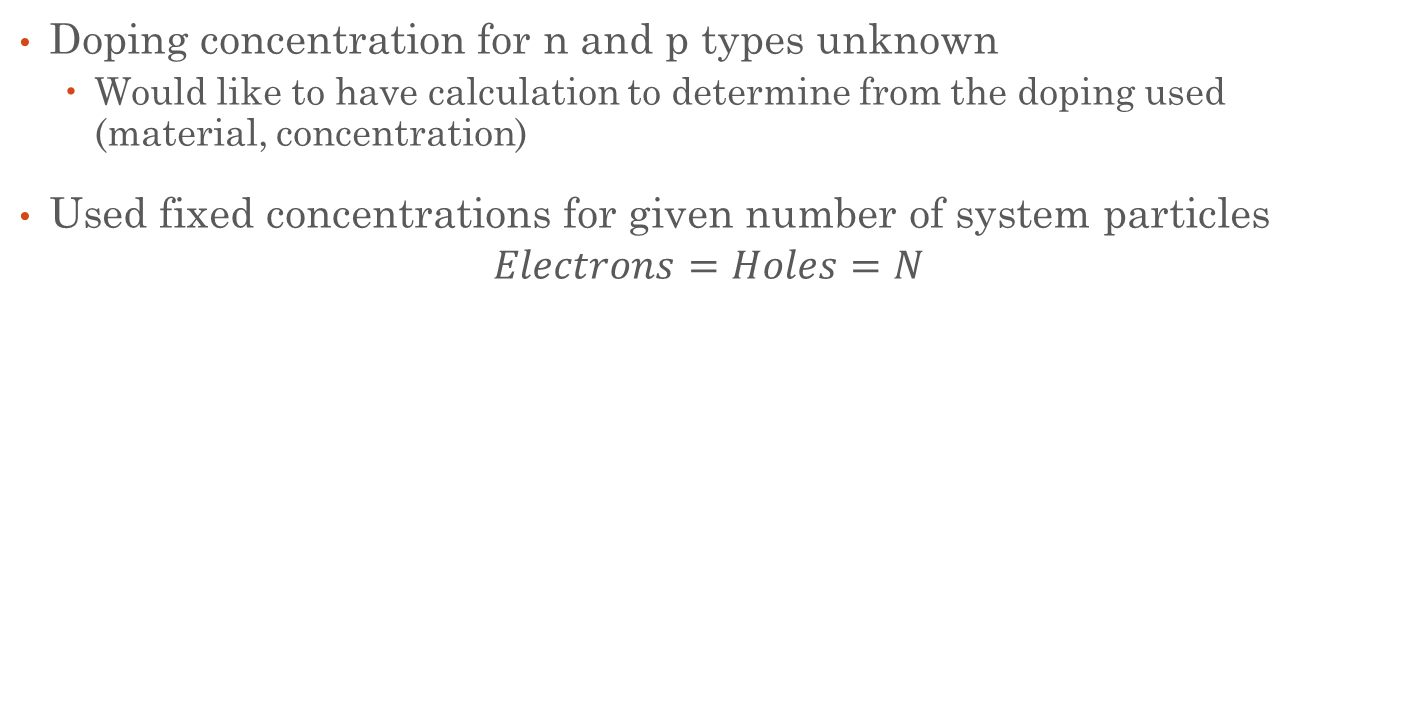 • Doping concentration for n and p types unknown
• Would like to have calculation to determine from the doping used
(material, concentration)
• Used fixed concentrations for given number of system particles
Electrons = Holes = N